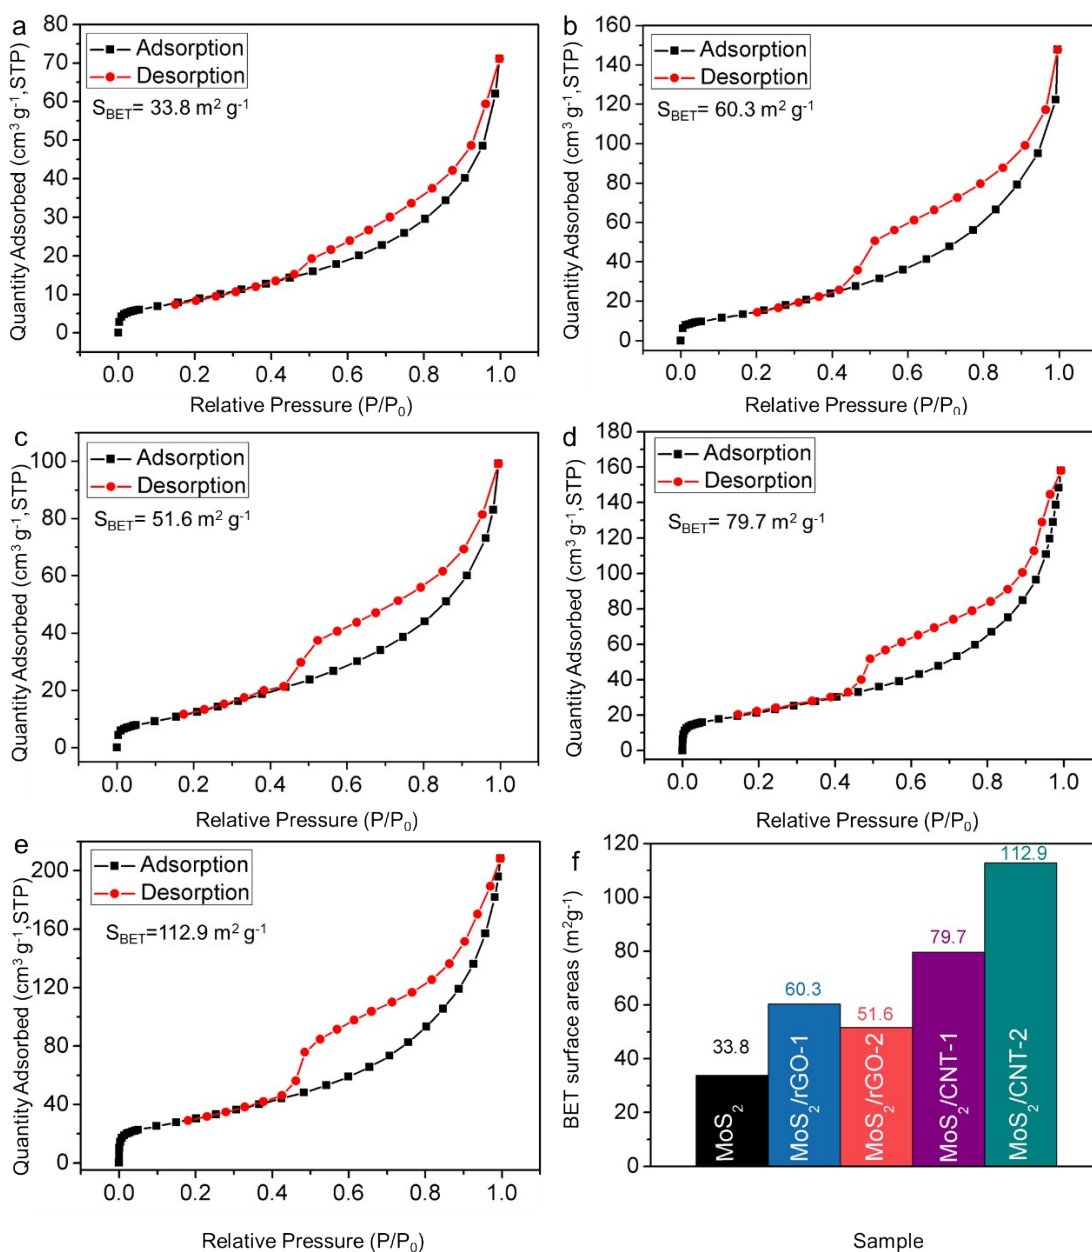 a
80
70
60
50
40
30
20
10
0
Quantity Adsorbed (cm³ g⁻¹,STP)
Adsorption
Desorption
S_BET= 33.8 m² g⁻¹
0.0 0.2 0.4 0.6 0.8 1.0
Relative Pressure (P/P₀)
b
160
140
120
100
80
60
40
20
0
Quantity Adsorbed (cm³ g⁻¹,STP)
Adsorption
Desorption
S_BET= 60.3 m² g⁻¹
0.0 0.2 0.4 0.6 0.8 1.0
Relative Pressure (P/P₀)
c
100
80
60
40
20
0
Quantity Adsorbed (cm³ g⁻¹,STP)
Adsorption
Desorption
S_BET= 51.6 m² g⁻¹
0.0 0.2 0.4 0.6 0.8 1.0
Relative Pressure (P/P₀)
d
180
160
140
120
100
80
60
40
20
0
Quantity Adsorbed (cm³ g⁻¹,STP)
Adsorption
Desorption
S_BET= 79.7 m² g⁻¹
0.0 0.2 0.4 0.6 0.8 1.0
Relative Pressure (P/P₀)
e
200
160
120
80
40
0
Quantity Adsorbed (cm³ g⁻¹,STP)
Adsorption
Desorption
S_BET=112.9 m² g⁻¹
0.0 0.2 0.4 0.6 0.8 1.0
Relative Pressure (P/P₀)
f
120
100
80
60
40
20
0
BET surface areas (m²g⁻¹)
33.8
60.3
51.6
79.7
112.9
MoS₂
MoS₂/rGO-1
MoS₂/rGO-2
MoS₂/CNT-1
MoS₂/CNT-2
Sample